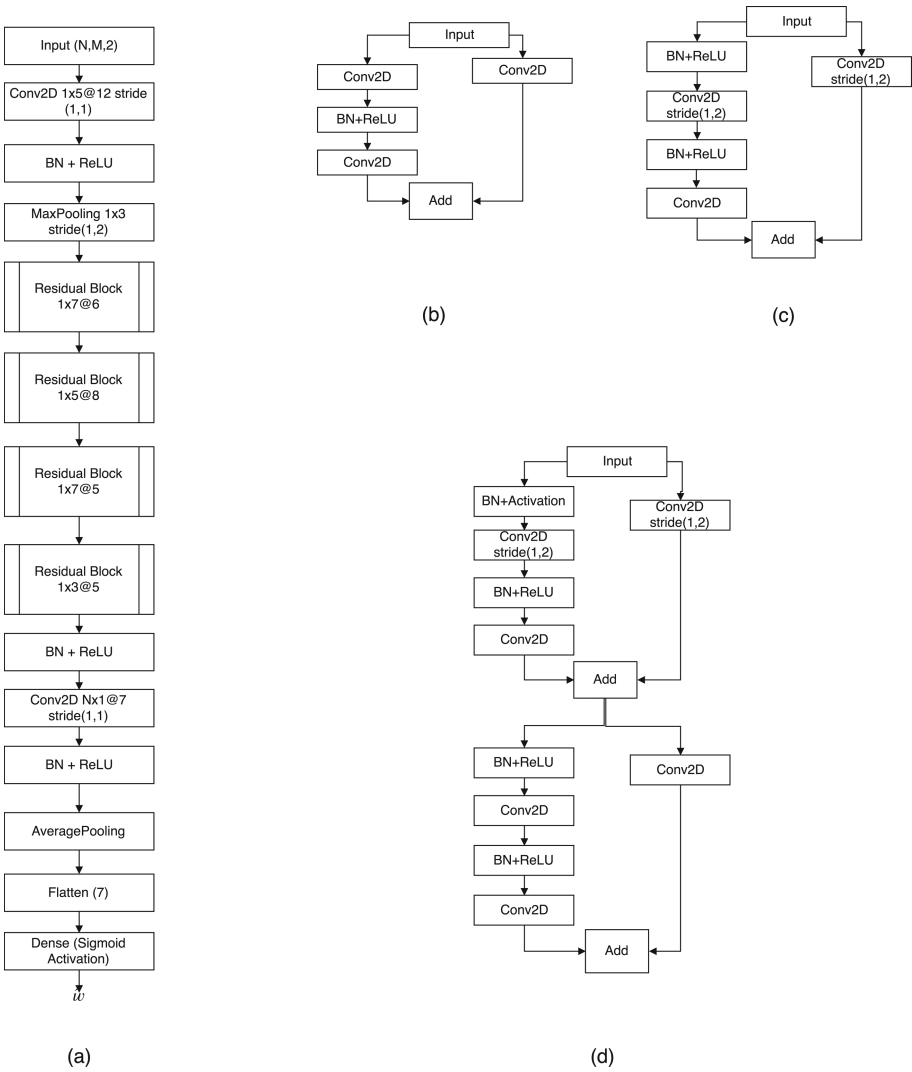 Input (N,M,2)
Conv2D 1x5@12 stride
(1,1)
BN + ReLU
MaxPooling 1x3
stride(1,2)
Residual Block
1x7@6
Residual Block
1x5@8
Residual Block
1x7@5
Residual Block
1x3@5
BN + ReLU
Conv2D Nx1@7
stride(1,1)
BN + ReLU
AveragePooling
Flatten (7)
Dense (Sigmoid
Activation)
ŵ
(a)
Input
Conv2D
Conv2D
BN+ReLU
Conv2D
Add
(b)
Input
BN+ReLU
Conv2D
stride(1,2)
Conv2D
stride(1,2)
BN+ReLU
Conv2D
Add
(c)
Input
BN+Activation
Conv2D
stride(1,2)
Conv2D
stride(1,2)
BN+ReLU
Conv2D
Add
BN+ReLU
Conv2D
Conv2D
BN+ReLU
Conv2D
Add
(d)